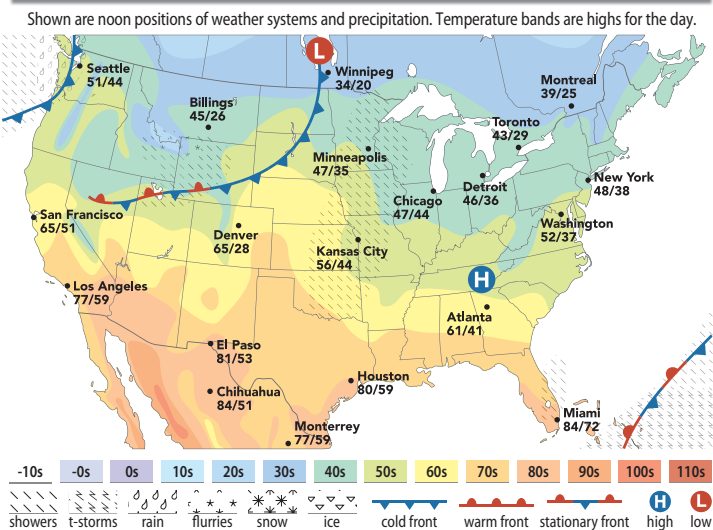 Shown are noon positions of weather systems and precipitation. Temperature bands are highs for the day.
L
Seattle
51/44
Winnipeg
34/20
Montreal
39/25
Billings
45/26
Toronto
43/29
Minneapolis
47/35
New York
48/38
Detroit
46/36
Chicago
47/44
San Francisco
65/51
Washington
52/37
Denver
65/28
Kansas City
56/44
H
Los Angeles
77/59
Atlanta
61/41
El Paso
81/53
Houston
80/59
Chihuahua
84/51
Miami
84/72
Monterrey
77/59
-10s -0s 0s 10s 20s 30s 40s 50s 60s 70s 80s 90s 100s 110s
H L
showers t-storms rain flurries snow ice cold front warm front stationary front high low